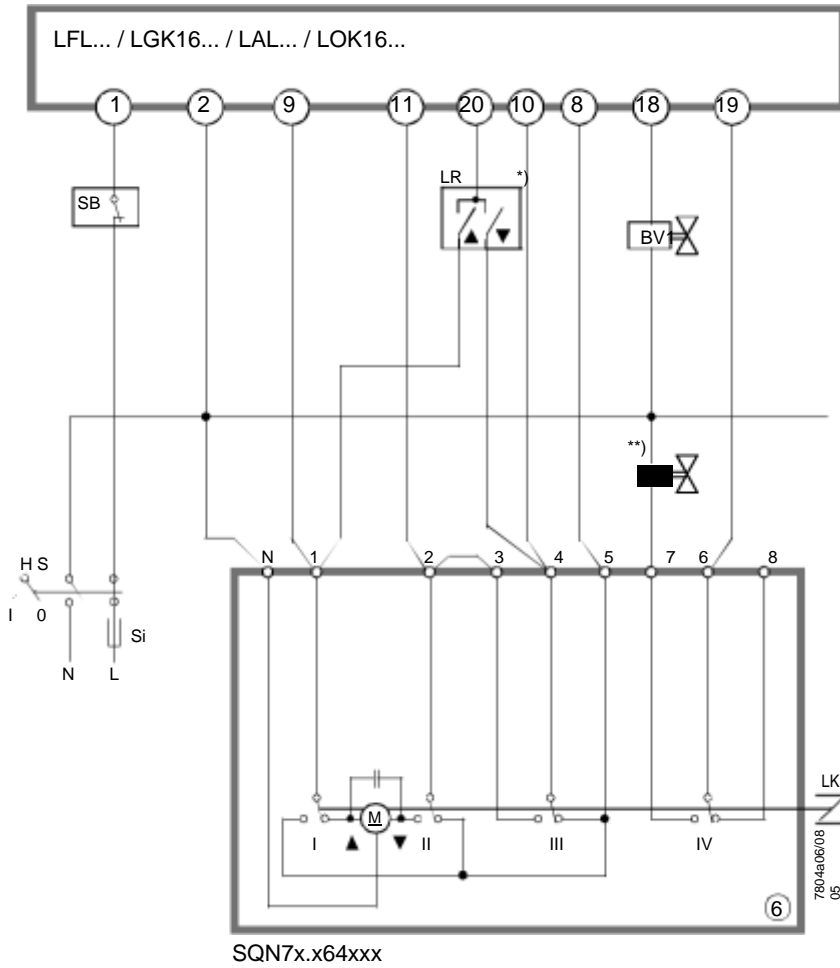 LFL... / LGK16... / LAL... / LOK16...
1 2 9 11 20 10 8 18 19
SB
LR *)
BV1
**)
N 1 2 3 4 5 7 6 8
H S
I 0
Si
N L
M
I II III IV
LK
7804a06/08
05
6
SQN7x.x64xxx